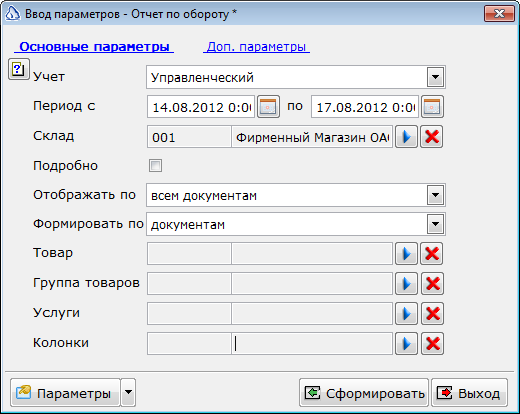 Ввод параметров - Отчет по обороту *
Основные параметры Доп. параметры
Учет Управленческий
Период с 14.08.2012 0:0 по 17.08.2012 0:0
Склад 001 Фирменный Магазин ОА
Подробно
Отображать по всем документам
Формировать по документам
Товар
Группа товаров
Услуги
Колонки
Параметры Сформировать Выход